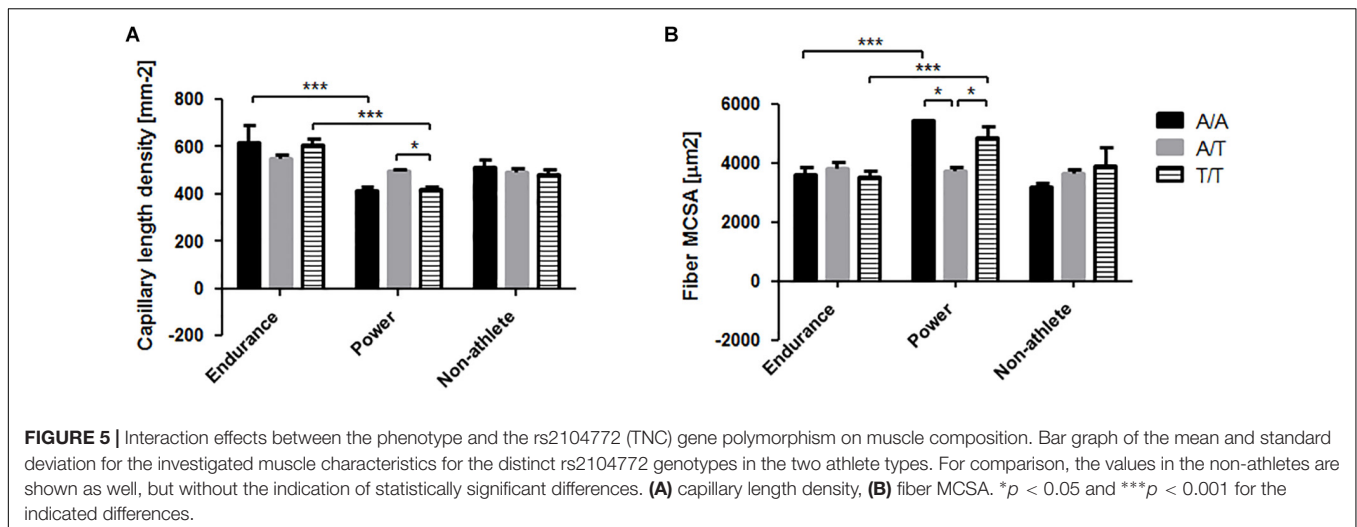 A
B
Capillary length density [mm-2]
800
600
400
200
0
-200
***
***
*
Endurance
Power
Non-athlete
Fiber MCSA [µm2]
6000
4000
2000
0
-2000
***
***
* *
Endurance
Power
Non-athlete
A/A
A/T
T/T
FIGURE 5 | Interaction effects between the phenotype and the rs2104772 (TNC) gene polymorphism on muscle composition. Bar graph of the mean and standard
deviation for the investigated muscle characteristics for the distinct rs2104772 genotypes in the two athlete types. For comparison, the values in the non-athletes are
shown as well, but without the indication of statistically significant differences. (A) capillary length density, (B) fiber MCSA. *p < 0.05 and ***p < 0.001 for the
indicated differences.